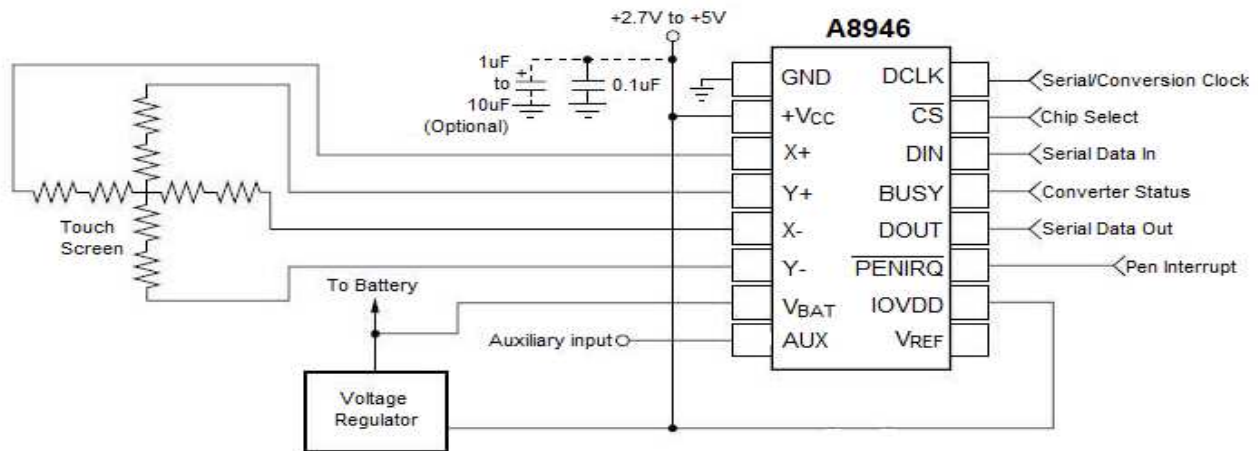 +2.7V to +5V
A8946
1uF
to
10uF
(Optional)
+
0.1uF
GND
+VCC
X+
Y+
X-
Y-
VBAT
AUX
DCLK
CS
DIN
BUSY
DOUT
PENIRQ
IOVDD
VREF
Serial/Conversion Clock
Chip Select
Serial Data In
Converter Status
Serial Data Out
Pen Interrupt
Touch
Screen
To Battery
Auxiliary input
Voltage
Regulator